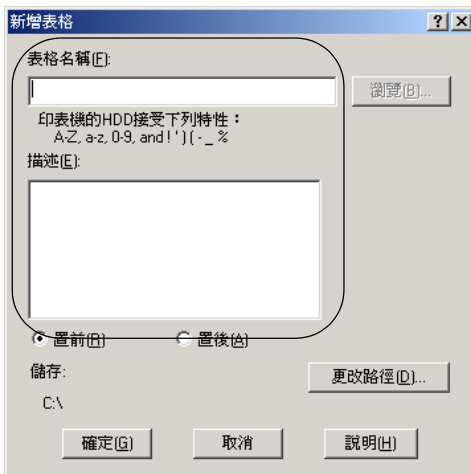 新增表格
表格名稱(F):
瀏覽(B)...
印表機的HDD接受下列特性：
A-Z, a-z, 0-9, and ! ' ) ( - _ %
描述(E):
置前(R) 置後(A)
儲存:
更改路徑(D)...
C:\
確定(G) 取消 說明(H)